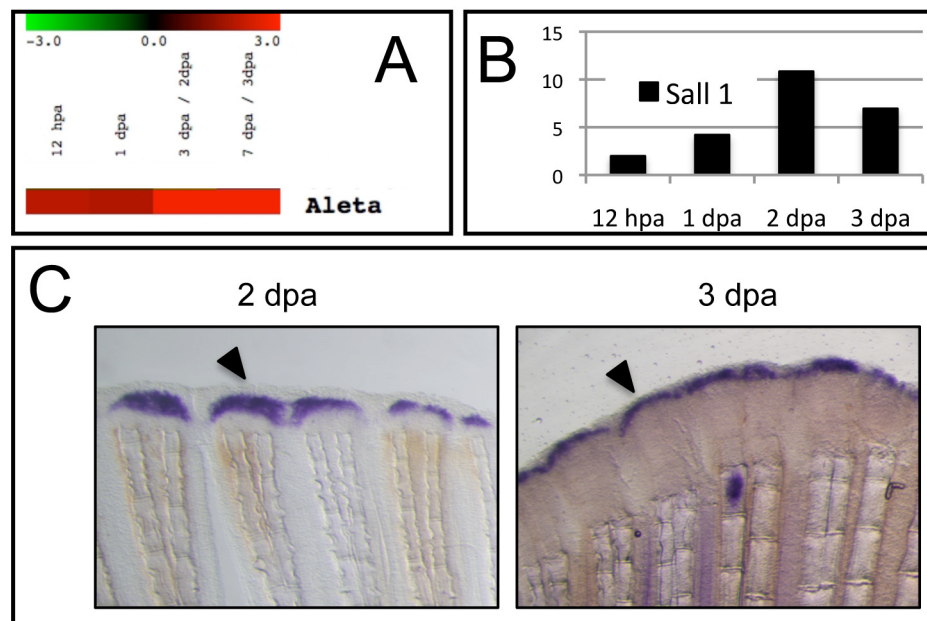 A
-3.0 0.0 3.0
12 hpa
1 dpa
3 dpa / 2dpa
7 dpa / 3dpa
Aleta
B
15
10
5
0
Sall 1
12 hpa 1 dpa 2 dpa 3 dpa
C
2 dpa 3 dpa